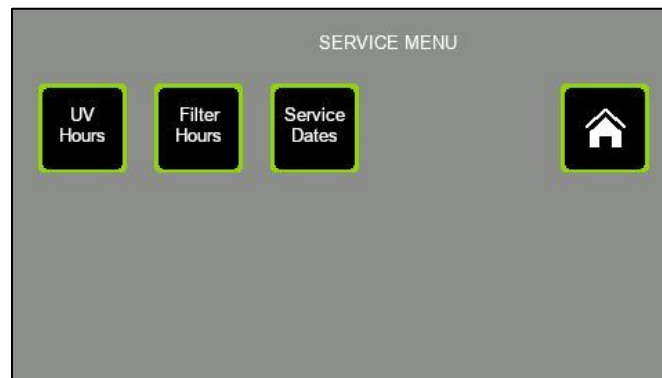 SERVICE MENU
UV
Hours
Filter
Hours
Service
Dates